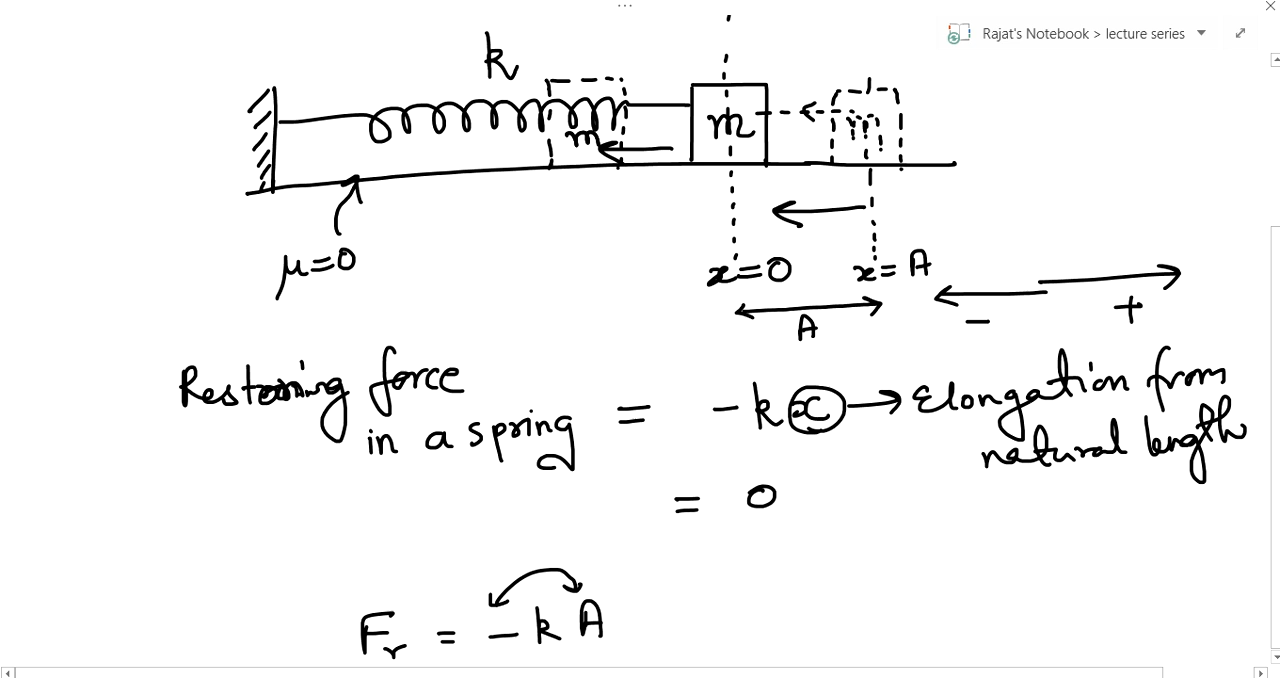 Rajat's Notebook > lecture series
k
m
m
m
μ=0
x=0
x=A
A
−
+
Restoring force
in a spring = -kx → Elongation from
natural length
= 0
Fr = -kA